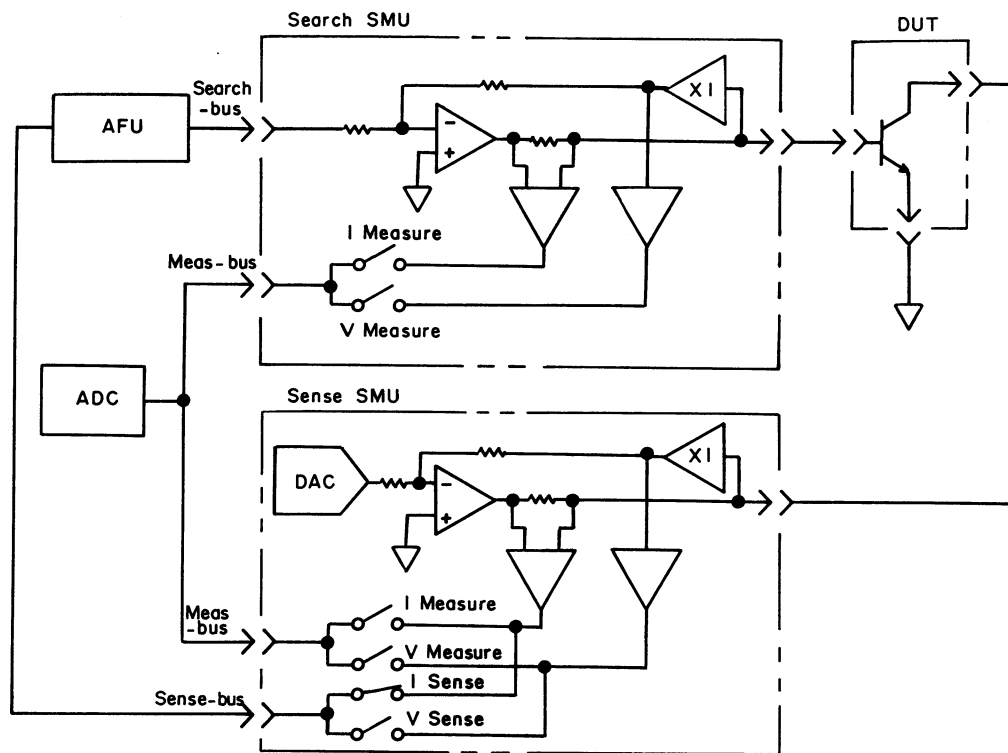 Search SMU
DUT
Search
-bus
AFU
X1
-
+
I Measure
Meas-bus
V Measure
ADC
Sense SMU
DAC
X1
-
+
I Measure
Meas
-bus
V Measure
I Sense
Sense-bus
V Sense